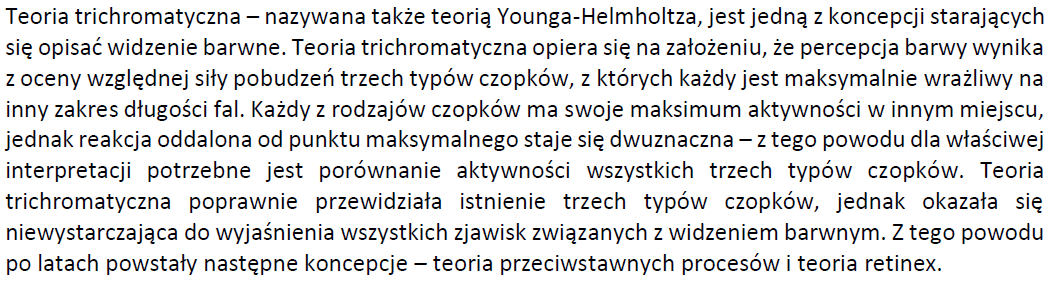 Teoria trichromatyczna – nazywana także teorią Younga-Helmholtza, jest jedną z koncepcji starających
się opisać widzenie barwne. Teoria trichromatyczna opiera się na założeniu, że percepcja barwy wynika
z oceny względnej siły pobudzeń trzech typów czopków, z których każdy jest maksymalnie wrażliwy na
inny zakres długości fal. Każdy z rodzajów czopków ma swoje maksimum aktywności w innym miejscu,
jednak reakcja oddalona od punktu maksymalnego staje się dwuznaczna – z tego powodu dla właściwej
interpretacji potrzebne jest porównanie aktywności wszystkich trzech typów czopków. Teoria
trichromatyczna poprawnie przewidziała istnienie trzech typów czopków, jednak okazała się
niewystarczająca do wyjaśnienia wszystkich zjawisk związanych z widzeniem barwnym. Z tego powodu
po latach powstały następne koncepcje – teoria przeciwstawnych procesów i teoria retinex.